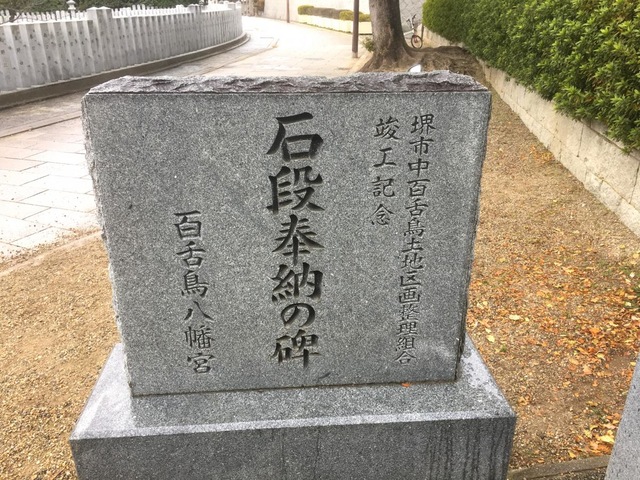 堺市中百舌鳥土地区画整理組合
竣工記念
石段奉納の碑
百舌鳥八幡宮